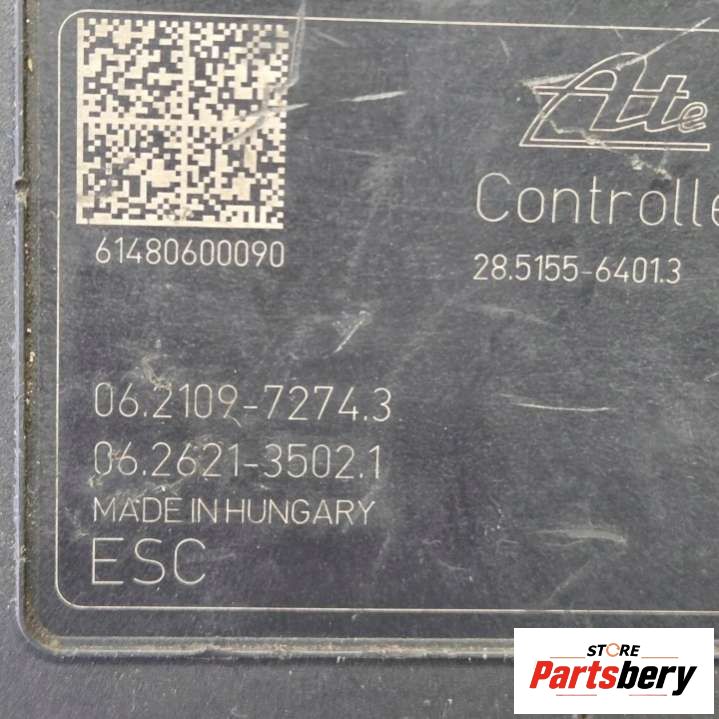 Ate
Controlle
61480600090
28.5155-6401.3
06.2109-7274.3
06.2621-3502.1
MADE IN HUNGARY
ESC
STORE
Partsbery